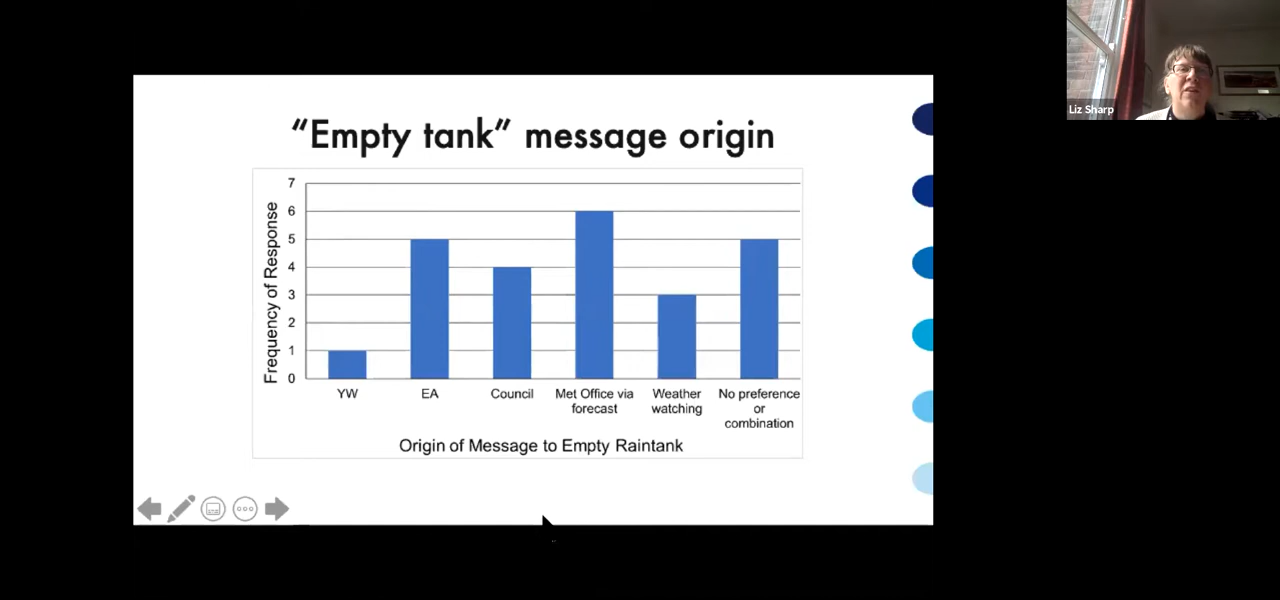 Liz Sharp
“Empty tank” message origin
7
6
5
4
3
2
1
0
Frequency of Response
YW
EA
Council
Met Office via
forecast
Weather
watching
No preference
or
combination
Origin of Message to Empty Raintank